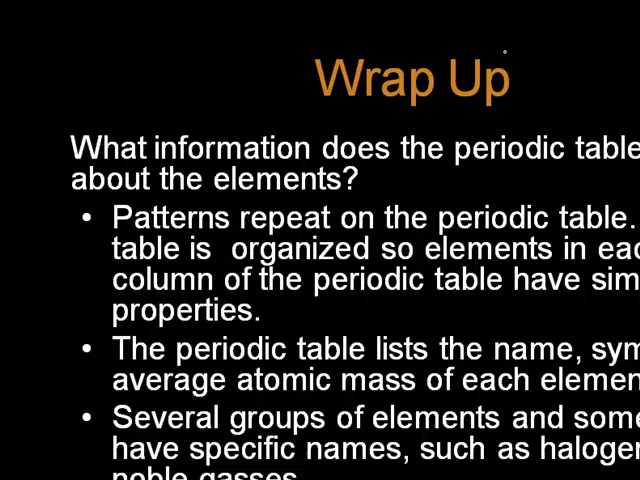 Wrap Up
What information does the periodic table
about the elements?
• Patterns repeat on the periodic table.
table is organized so elements in eac
column of the periodic table have sim
properties.
• The periodic table lists the name, sym
average atomic mass of each elemen
• Several groups of elements and some
have specific names, such as haloge
noble gasses